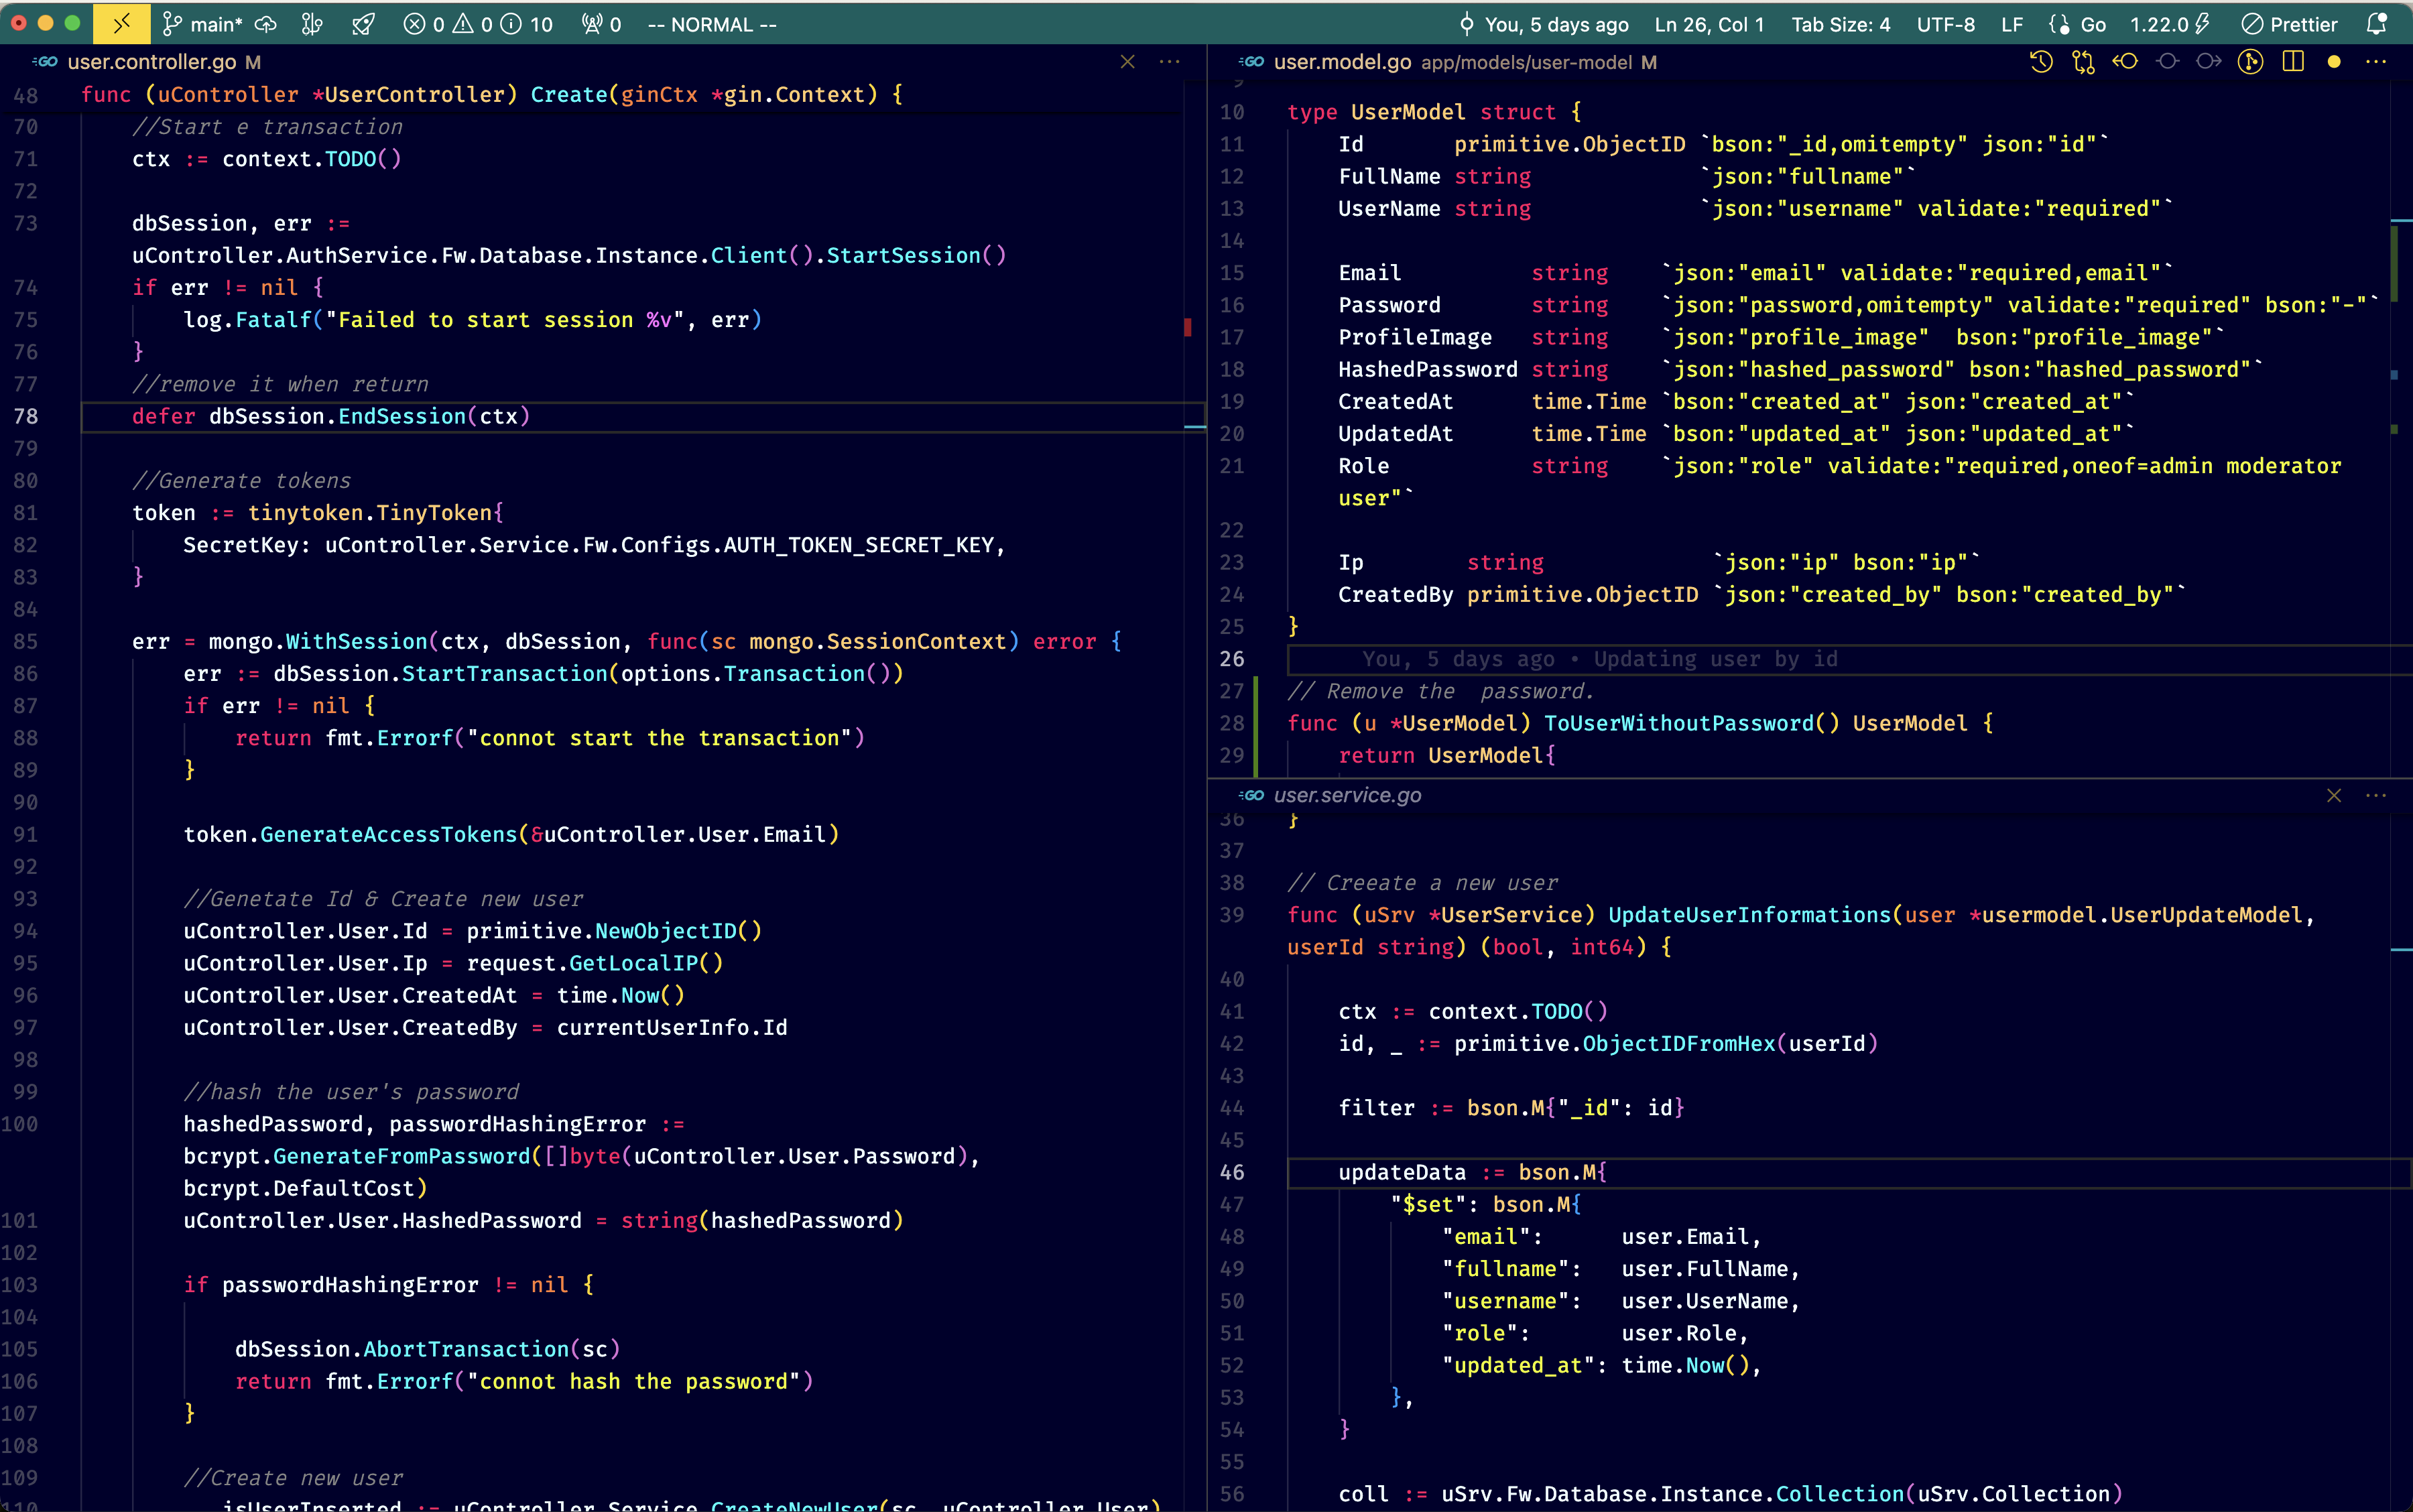 main* 0 0 10 0 -- NORMAL -- You, 5 days ago Ln 26, Col 1 Tab Size: 4 UTF-8 LF Go 1.22.0 Prettier
GO user.controller.go M
48 func (uController *UserController) Create(ginCtx *gin.Context) {
70 //Start e transaction
71 ctx := context.TODO()
72
73 dbSession, err :=
uController.AuthService.Fw.Database.Instance.Client().StartSession()
74 if err != nil {
75 log.Fatalf("Failed to start session %v", err)
76 }
77 //remove it when return
78 defer dbSession.EndSession(ctx)
79
80 //Generate tokens
81 token := tinytoken.TinyToken{
82 SecretKey: uController.Service.Fw.Configs.AUTH_TOKEN_SECRET_KEY,
83 }
84
85 err = mongo.WithSession(ctx, dbSession, func(sc mongo.SessionContext) error {
86 err := dbSession.StartTransaction(options.Transaction())
87 if err != nil {
88 return fmt.Errorf("connot start the transaction")
89 }
90
91 token.GenerateAccessTokens(&uController.User.Email)
92
93 //Genetate Id & Create new user
94 uController.User.Id = primitive.NewObjectID()
95 uController.User.Ip = request.GetLocalIP()
96 uController.User.CreatedAt = time.Now()
97 uController.User.CreatedBy = currentUserInfo.Id
98
99 //hash the user's password
100 hashedPassword, passwordHashingError :=
bcrypt.GenerateFromPassword([]byte(uController.User.Password),
bcrypt.DefaultCost)
101 uController.User.HashedPassword = string(hashedPassword)
102
103 if passwordHashingError != nil {
104
105 dbSession.AbortTransaction(sc)
106 return fmt.Errorf("connot hash the password")
107 }
108
109 //Create new user
110 isUserInserted := uController.Service.CreateNewUser(sc, uController.User)
GO user.model.go app/models/user-model M
9
10 type UserModel struct {
11 Id primitive.ObjectID `bson:"_id,omitempty" json:"id"`
12 FullName string `json:"fullname"`
13 UserName string `json:"username" validate:"required"`
14
15 Email string `json:"email" validate:"required,email"`
16 Password string `json:"password,omitempty" validate:"required" bson:"-"`
17 ProfileImage string `json:"profile_image" bson:"profile_image"`
18 HashedPassword string `json:"hashed_password" bson:"hashed_password"`
19 CreatedAt time.Time `bson:"created_at" json:"created_at"`
20 UpdatedAt time.Time `bson:"updated_at" json:"updated_at"`
21 Role string `json:"role" validate:"required,oneof=admin moderator
user"`
22
23 Ip string `json:"ip" bson:"ip"`
24 CreatedBy primitive.ObjectID `json:"created_by" bson:"created_by"`
25 }
26 You, 5 days ago • Updating user by id
27 // Remove the password.
28 func (u *UserModel) ToUserWithoutPassword() UserModel {
29 return UserModel{
GO user.service.go
36 }
37
38 // Creeate a new user
39 func (uSrv *UserService) UpdateUserInformations(user *usermodel.UserUpdateModel,
userId string) (bool, int64) {
40
41 ctx := context.TODO()
42 id, _ := primitive.ObjectIDFromHex(userId)
43
44 filter := bson.M{"_id": id}
45
46 updateData := bson.M{
47 "$set": bson.M{
48 "email": user.Email,
49 "fullname": user.FullName,
50 "username": user.UserName,
51 "role": user.Role,
52 "updated_at": time.Now(),
53 },
54 }
55
56 coll := uSrv.Fw.Database.Instance.Collection(uSrv.Collection)